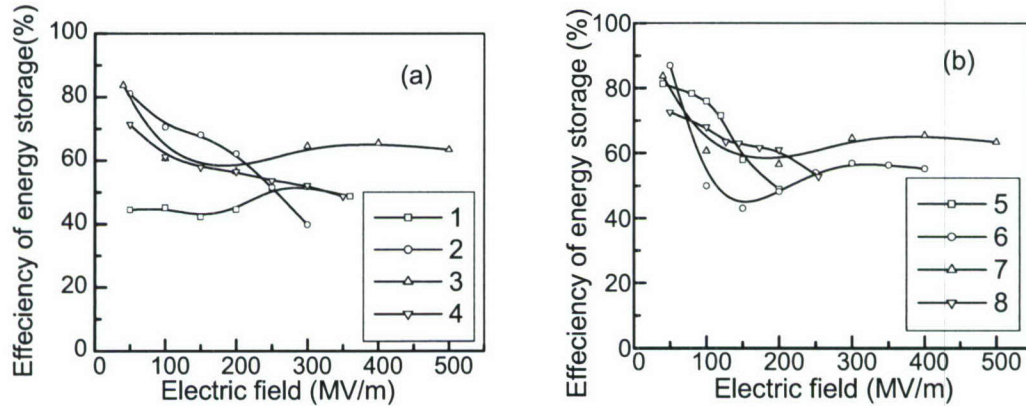 Effeciency of energy storage(%)
100
80
60
40
20
0
(a)
1
2
3
4
0 100 200 300 400 500
Electric field (MV/m)
Effeciency of energy storage (%)
100
80
60
40
20
0
(b)
5
6
7
8
0 100 200 300 400 500
Electric field (MV/m)